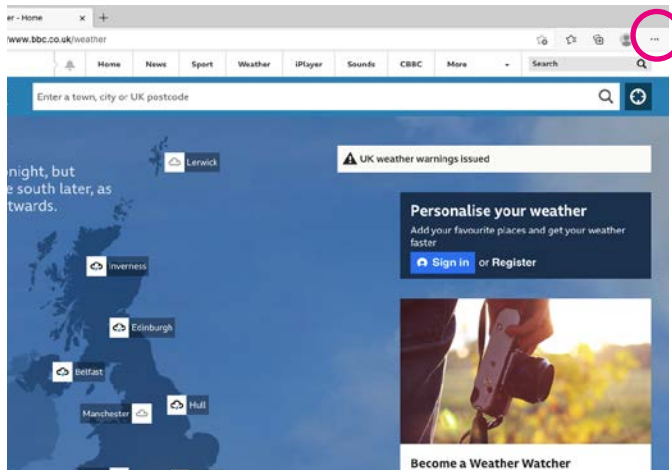 er - Home
www.bbc.co.uk/weather
Home News Sport Weather iPlayer Sounds CBBC More Search
Enter a town, city or UK postcode
night, but
e south later, as
twards.
Lerwick
UK weather warnings issued
Personalise your weather
Add your favourite places and get your weather
faster
Sign in or Register
Inverness
Edinburgh
Belfast
Manchester
Hull
Become a Weather Watcher